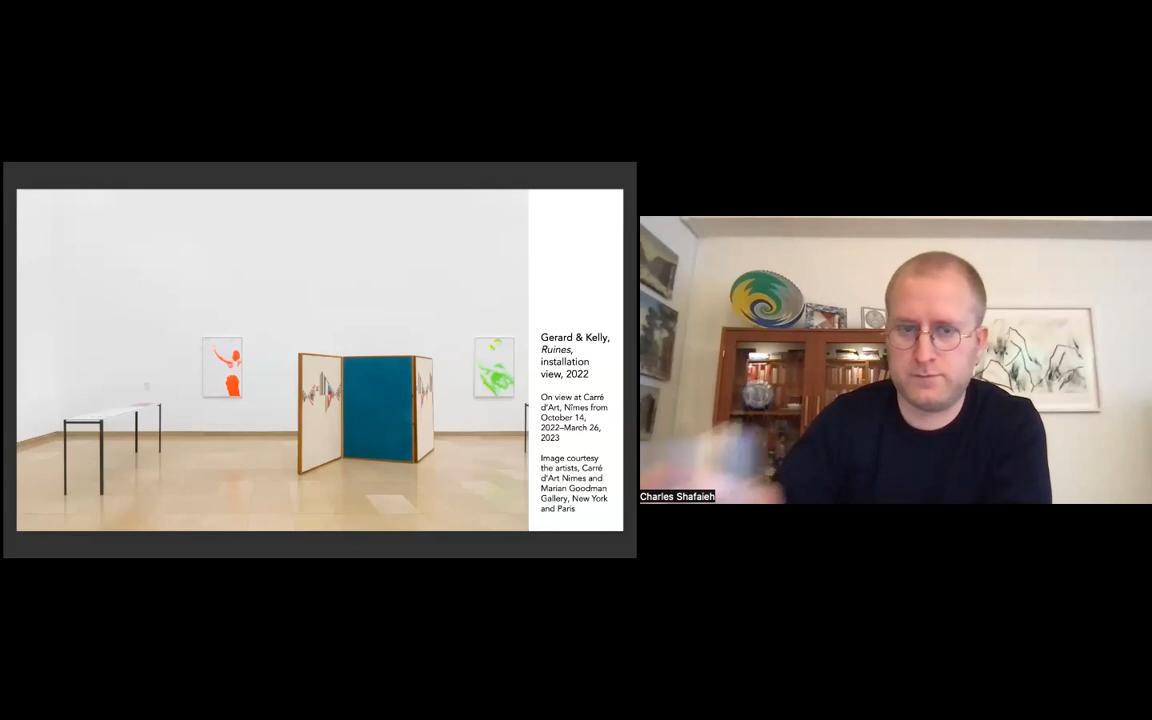 Gerard & Kelly,
Ruines,
installation
view, 2022
On view at Carré
d'Art, Nîmes from
October 14,
2022–March 26,
2023
Image courtesy
the artists, Carré
d'Art Nimes and
Marian Goodman
Gallery, New York
and Paris
Charles Shafaieh